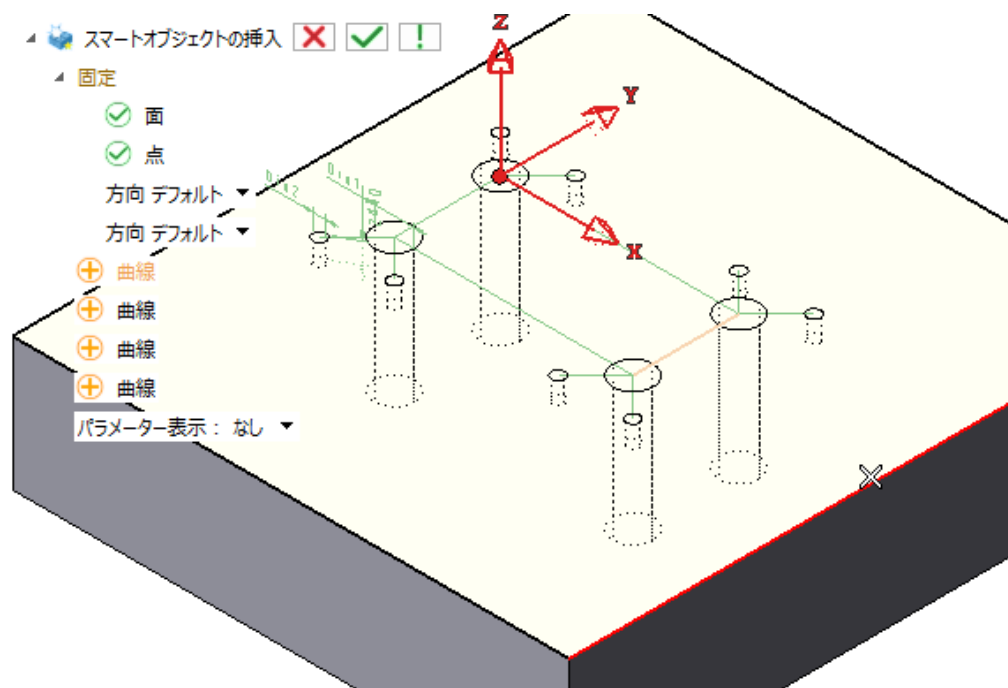 スマートオブジェクトの挿入
固定
面
点
方向 デフォルト
方向 デフォルト
曲線
曲線
曲線
曲線
パラメーター表示 : なし
Z
Y
X